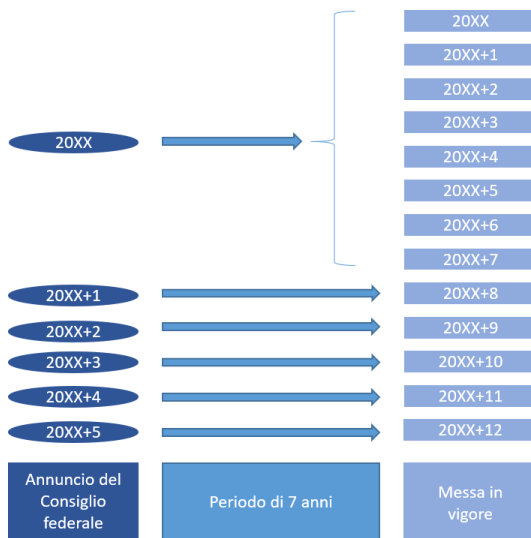 20XX
20XX+1
20XX+2
20XX+3
20XX 20XX+4
20XX+5
20XX+6
20XX+7
20XX+1 20XX+8
20XX+2 20XX+9
20XX+3 20XX+10
20XX+4 20XX+11
20XX+5 20XX+12
Annuncio del
Consiglio
federale
Periodo di 7 anni
Messa in
vigore